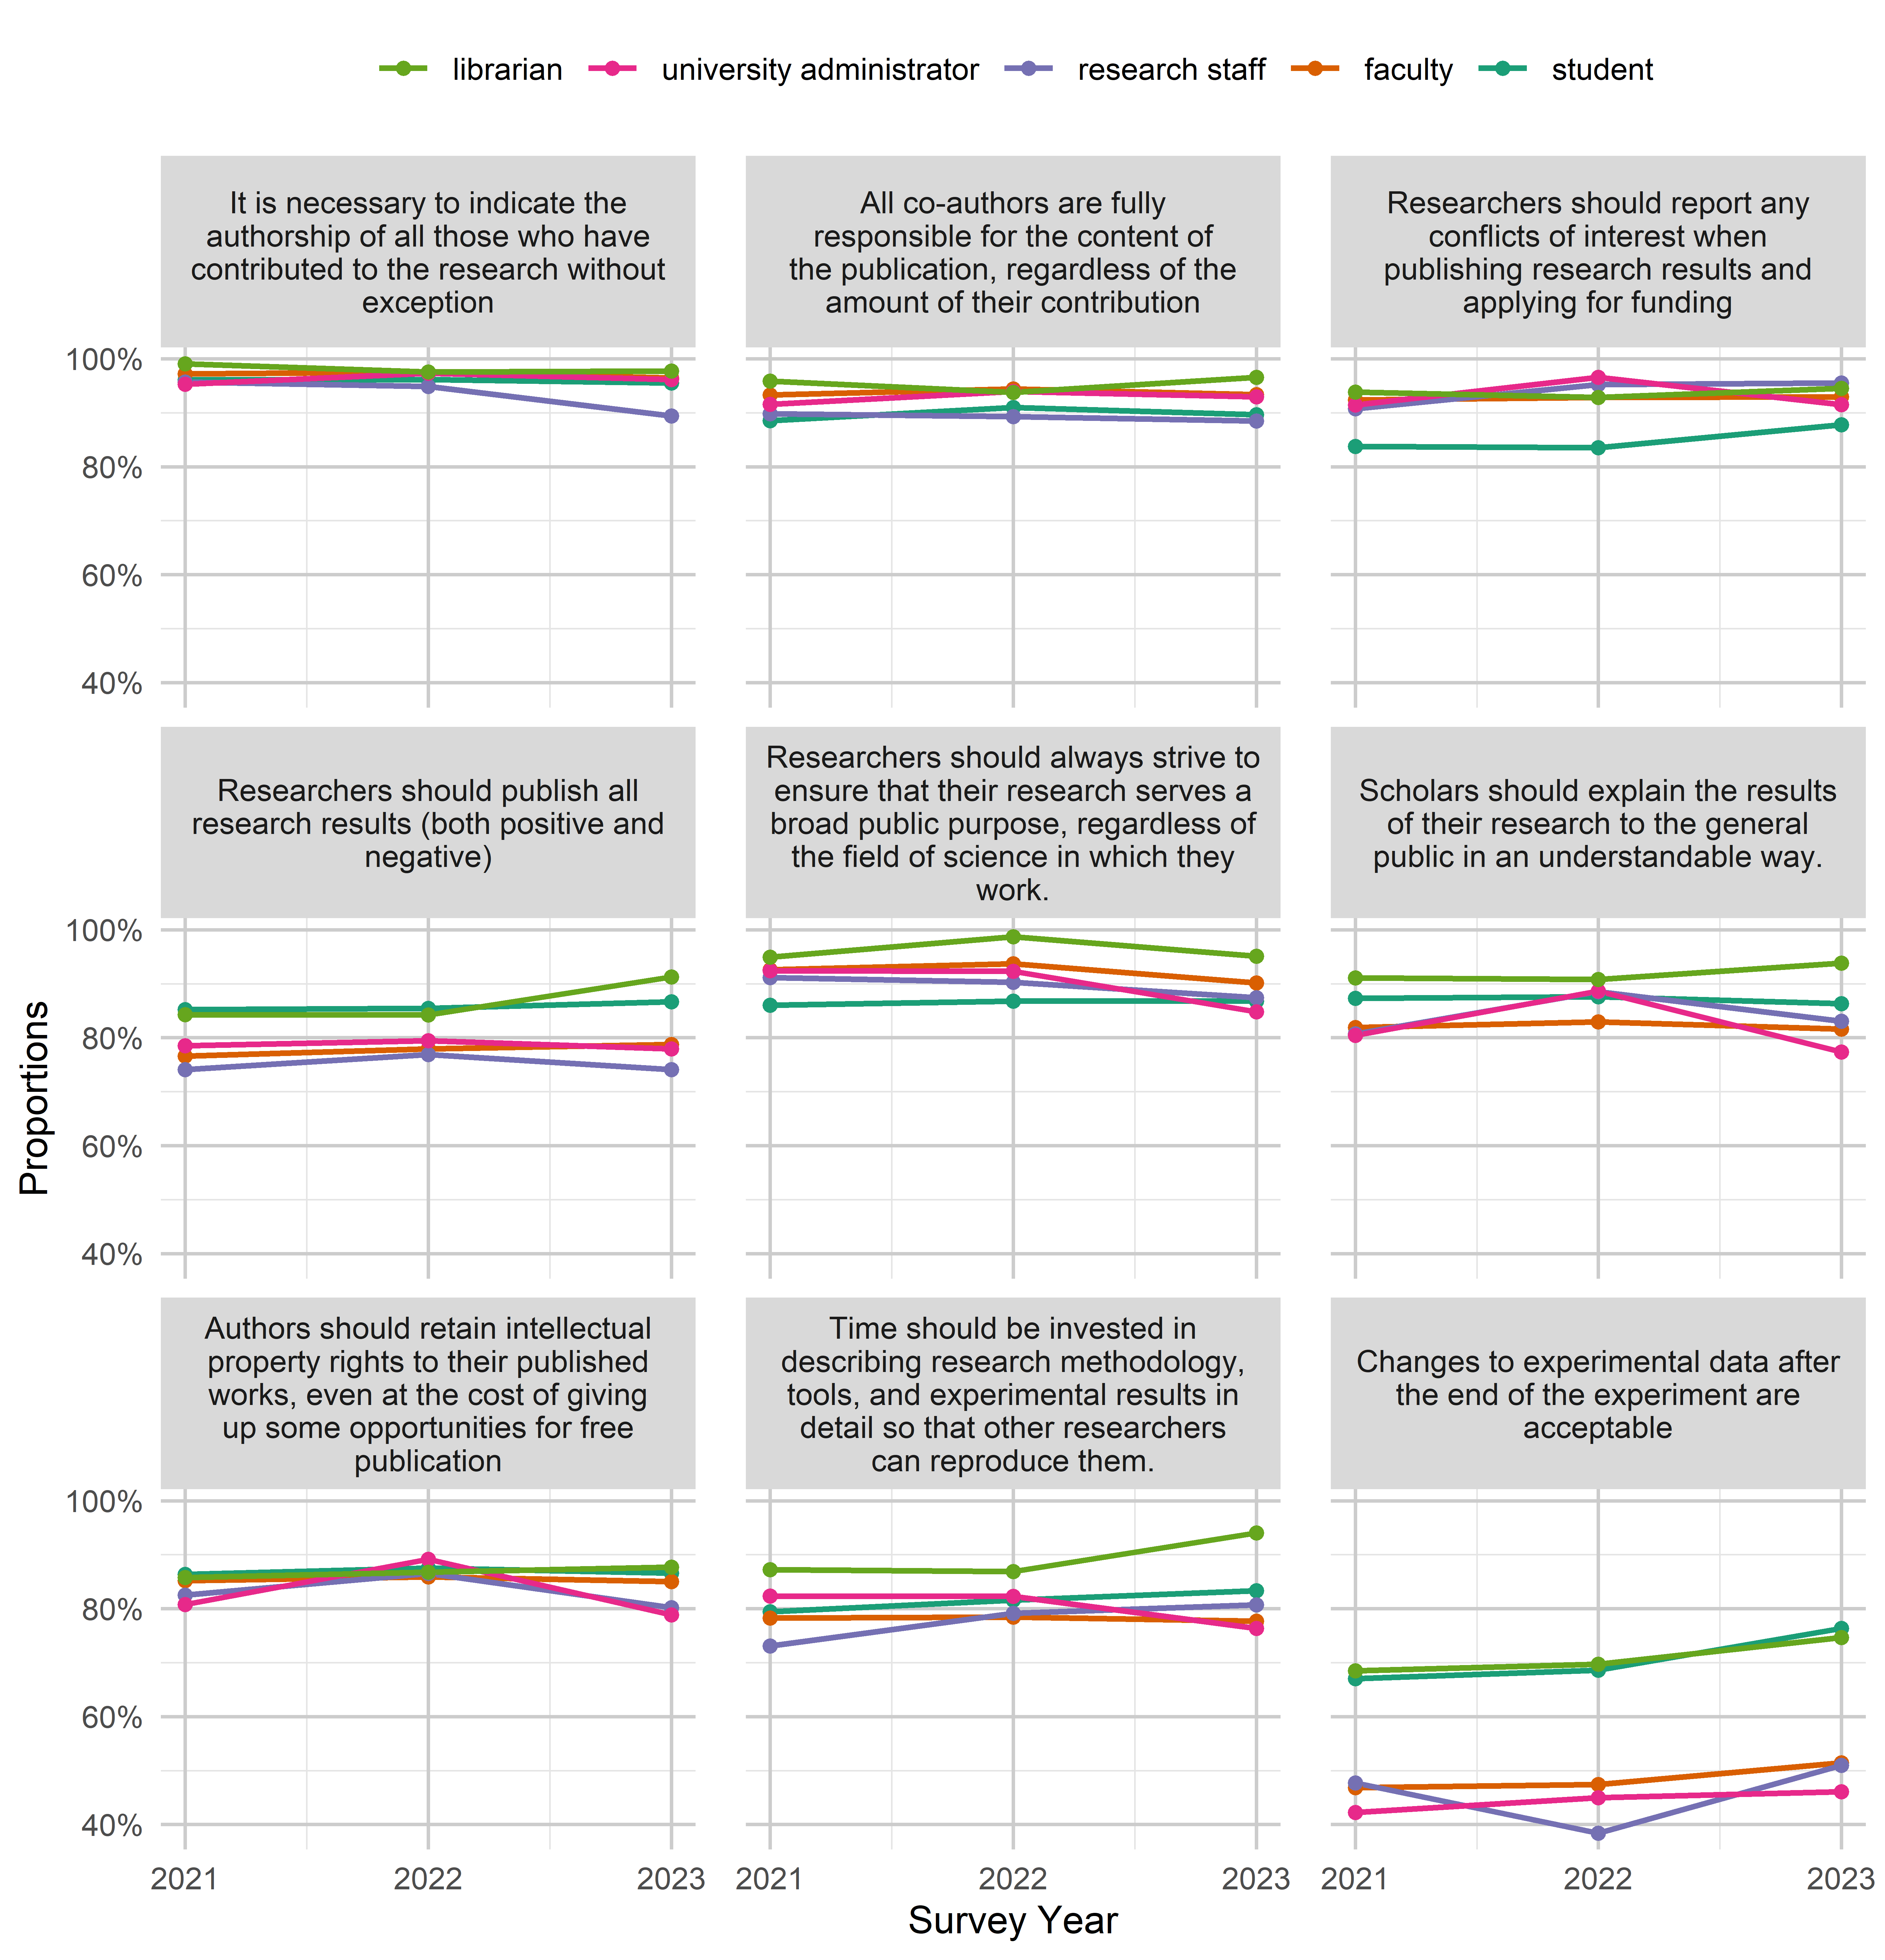 librarian university administrator research staff faculty student
It is necessary to indicate the
authorship of all those who have
contributed to the research without
exception
All co-authors are fully
responsible for the content of
the publication, regardless of the
amount of their contribution
Researchers should report any
conflicts of interest when
publishing research results and
applying for funding
100%
80%
60%
40%
Researchers should publish all
research results (both positive and
negative)
Researchers should always strive to
ensure that their research serves a
broad public purpose, regardless of
the field of science in which they
work.
Scholars should explain the results
of their research to the general
public in an understandable way.
100%
80%
60%
40%
Proportions
Authors should retain intellectual
property rights to their published
works, even at the cost of giving
up some opportunities for free
publication
Time should be invested in
describing research methodology,
tools, and experimental results in
detail so that other researchers
can reproduce them.
Changes to experimental data after
the end of the experiment are
acceptable
100%
80%
60%
40%
2021 2022 2023 2021 2022 2023 2021 2022 2023
Survey Year